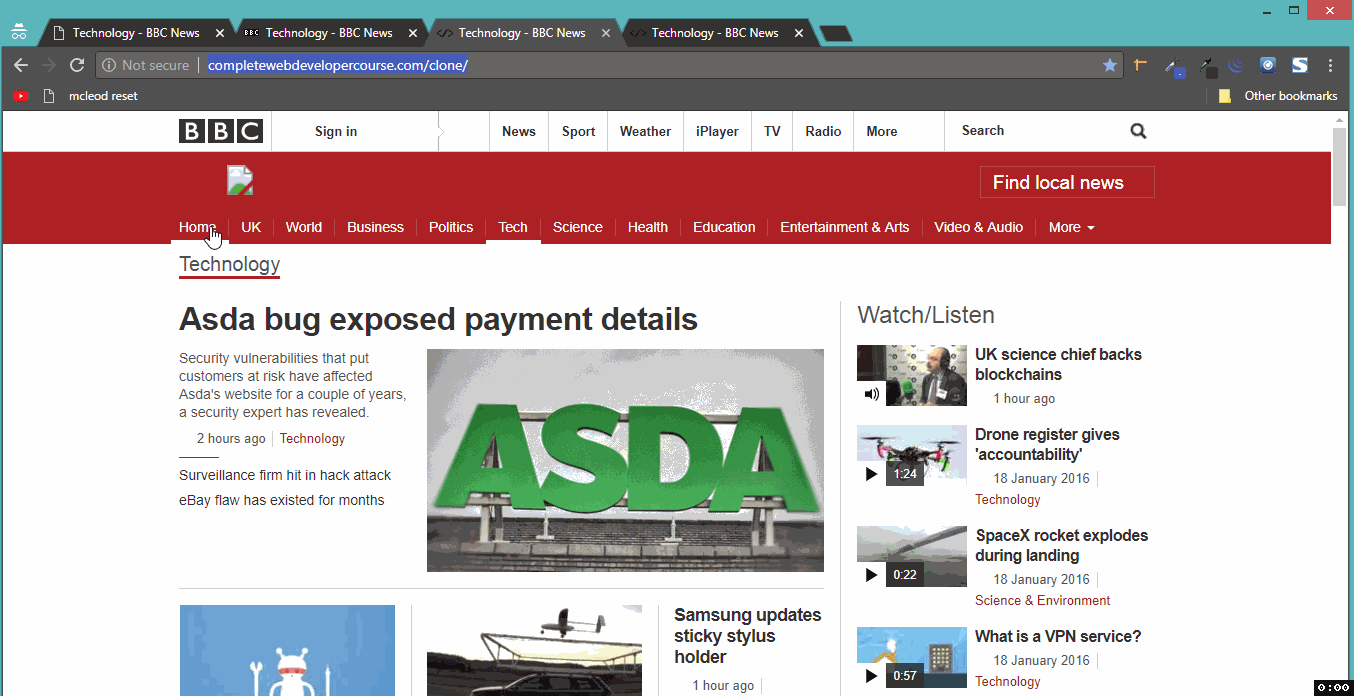 Technology - BBC News
BBC Technology - BBC News
Technology - BBC News
Technology - BBC News
Not secure completewebdevelopercourse.com/clone/
mcleod reset Other bookmarks
BBC Sign in News Sport Weather iPlayer TV Radio More Search
Find local news
Home UK World Business Politics Tech Science Health Education Entertainment & Arts Video & Audio More
Technology
Asda bug exposed payment details
Security vulnerabilities that put
customers at risk have affected
Asda's website for a couple of years,
a security expert has revealed.
2 hours ago Technology
Surveillance firm hit in hack attack
eBay flaw has existed for months
ASDA
Samsung updates
sticky stylus
holder
1 hour ago
Watch/Listen
UK science chief backs
blockchains
1 hour ago
Drone register gives
'accountability'
1:24
18 January 2016
Technology
SpaceX rocket explodes
during landing
0:22
18 January 2016
Science & Environment
What is a VPN service?
18 January 2016
0:57
Technology
0:00